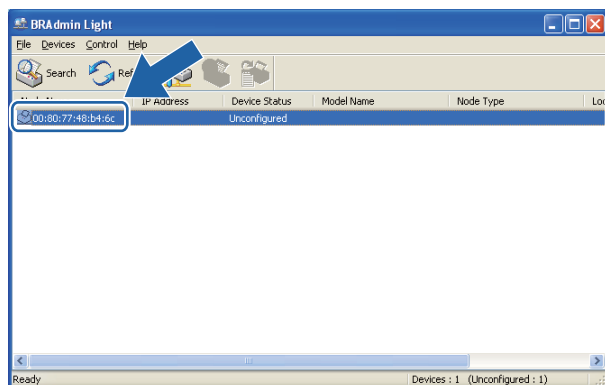 BRAdmin Light
File Devices Control Help
Search
IP Address Device Status Model Name Node Type
00:80:77:48:b4:6c Unconfigured
Ready Devices : 1 (Unconfigured : 1)